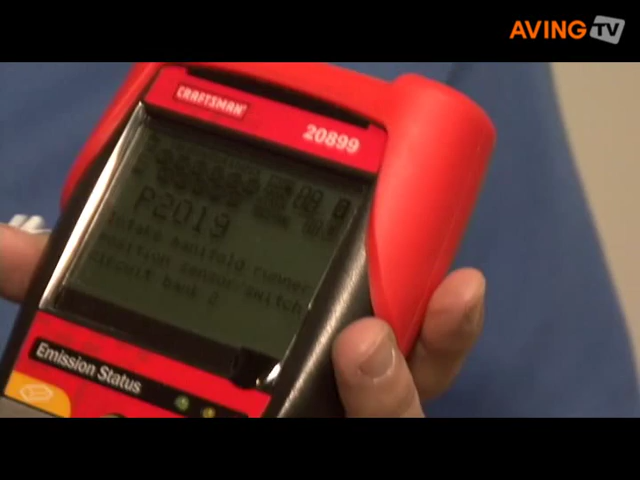 AVING TV
CRAFTSMAN
20899
P2019
Intake manifold runner
position sensor/switch
circuit bank 2
Emission Status